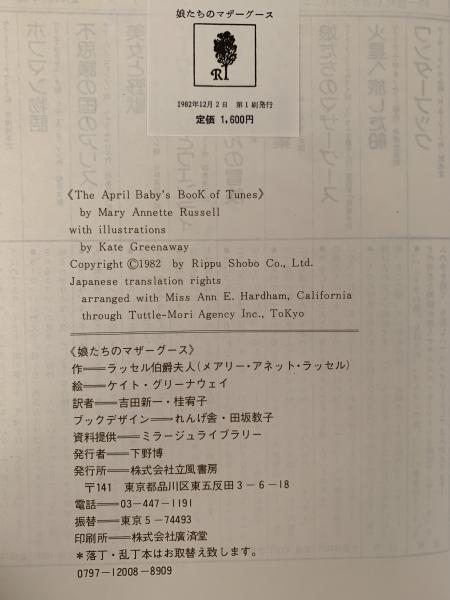 娘たちのマザーグース
R
1982年12月2日 第1刷発行
定価 1,600円
《The April Baby's BooK of Tunes》
by Mary Annette Russell
with illustrations
by Kate Greenaway
Copyright ©1982 by Rippu Shobo Co., Ltd.
Japanese translation rights
arranged with Miss Ann E. Hardham, California
through Tuttle-Mori Agency Inc., ToKyo
《娘たちのマザーグース》
作──ラッセル伯爵夫人(メアリー・アネット・ラッセル)
絵──ケイト・グリーナウェイ
訳者──吉田新一・桂宥子
ブックデザイン──れんげ舎・田坂敦子
資料提供──ミラージュライブラリー
発行者──下野博
発行所──株式会社立風書房
〒141 東京都品川区東五反田3-6-18
電話──03-447-1191
振替──東京5-74493
印刷所──株式会社廣済堂
*落丁・乱丁本はお取替え致します。
0797-12008-8909